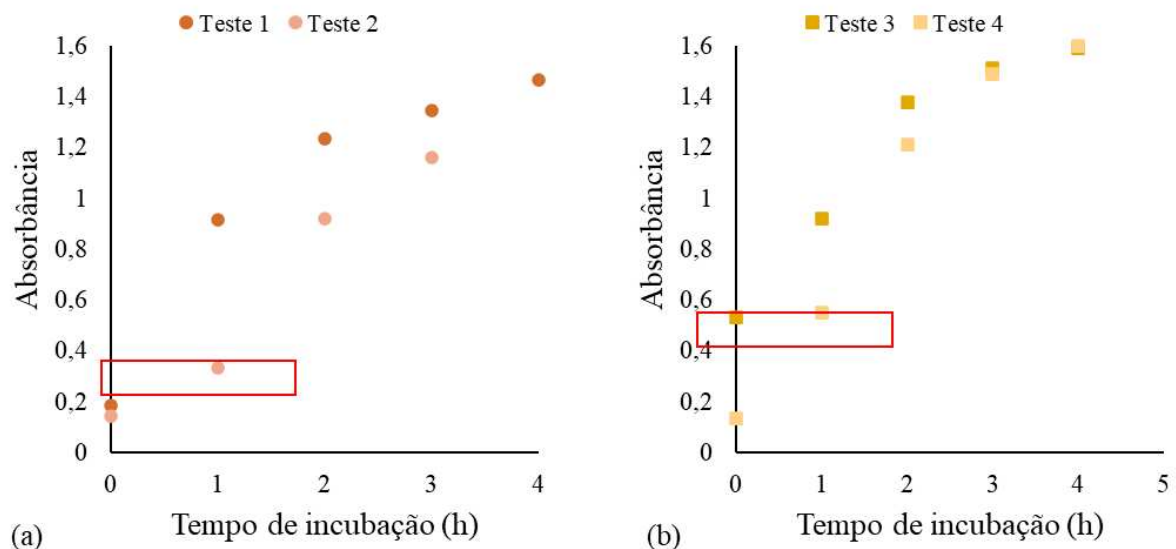 Teste 1 Teste 2
1,6
1,4
1,2
1
0,8
0,6
0,4
0,2
0
Absorbância
0 1 2 3 4
Tempo de incubação (h)
(a)
Teste 3 Teste 4
1,6
1,4
1,2
1
0,8
0,6
0,4
0,2
0
Absorbância
0 1 2 3 4 5
Tempo de incubação (h)
(b)